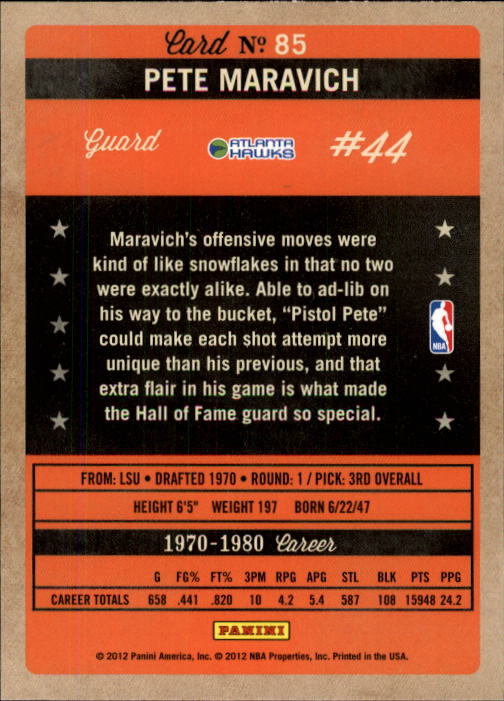 Card Nº 85
PETE MARAVICH
Guard
ATLANTA
HAWKS
#44
Maravich's offensive moves were
kind of like snowflakes in that no two
were exactly alike. Able to ad-lib on
his way to the bucket, “Pistol Pete”
could make each shot attempt more
unique than his previous, and that
extra flair in his game is what made
the Hall of Fame guard so special.
NBA
FROM: LSU • DRAFTED 1970 • ROUND: 1 / PICK: 3RD OVERALL
HEIGHT 6'5" WEIGHT 197 BORN 6/22/47
1970-1980 Career
G FG% FT% 3PM RPG APG STL BLK PTS PPG
CAREER TOTALS 658 .441 .820 10 4.2 5.4 587 108 15948 24.2
PANINI
© 2012 Panini America, Inc. © 2012 NBA Properties, Inc. Printed in the USA.